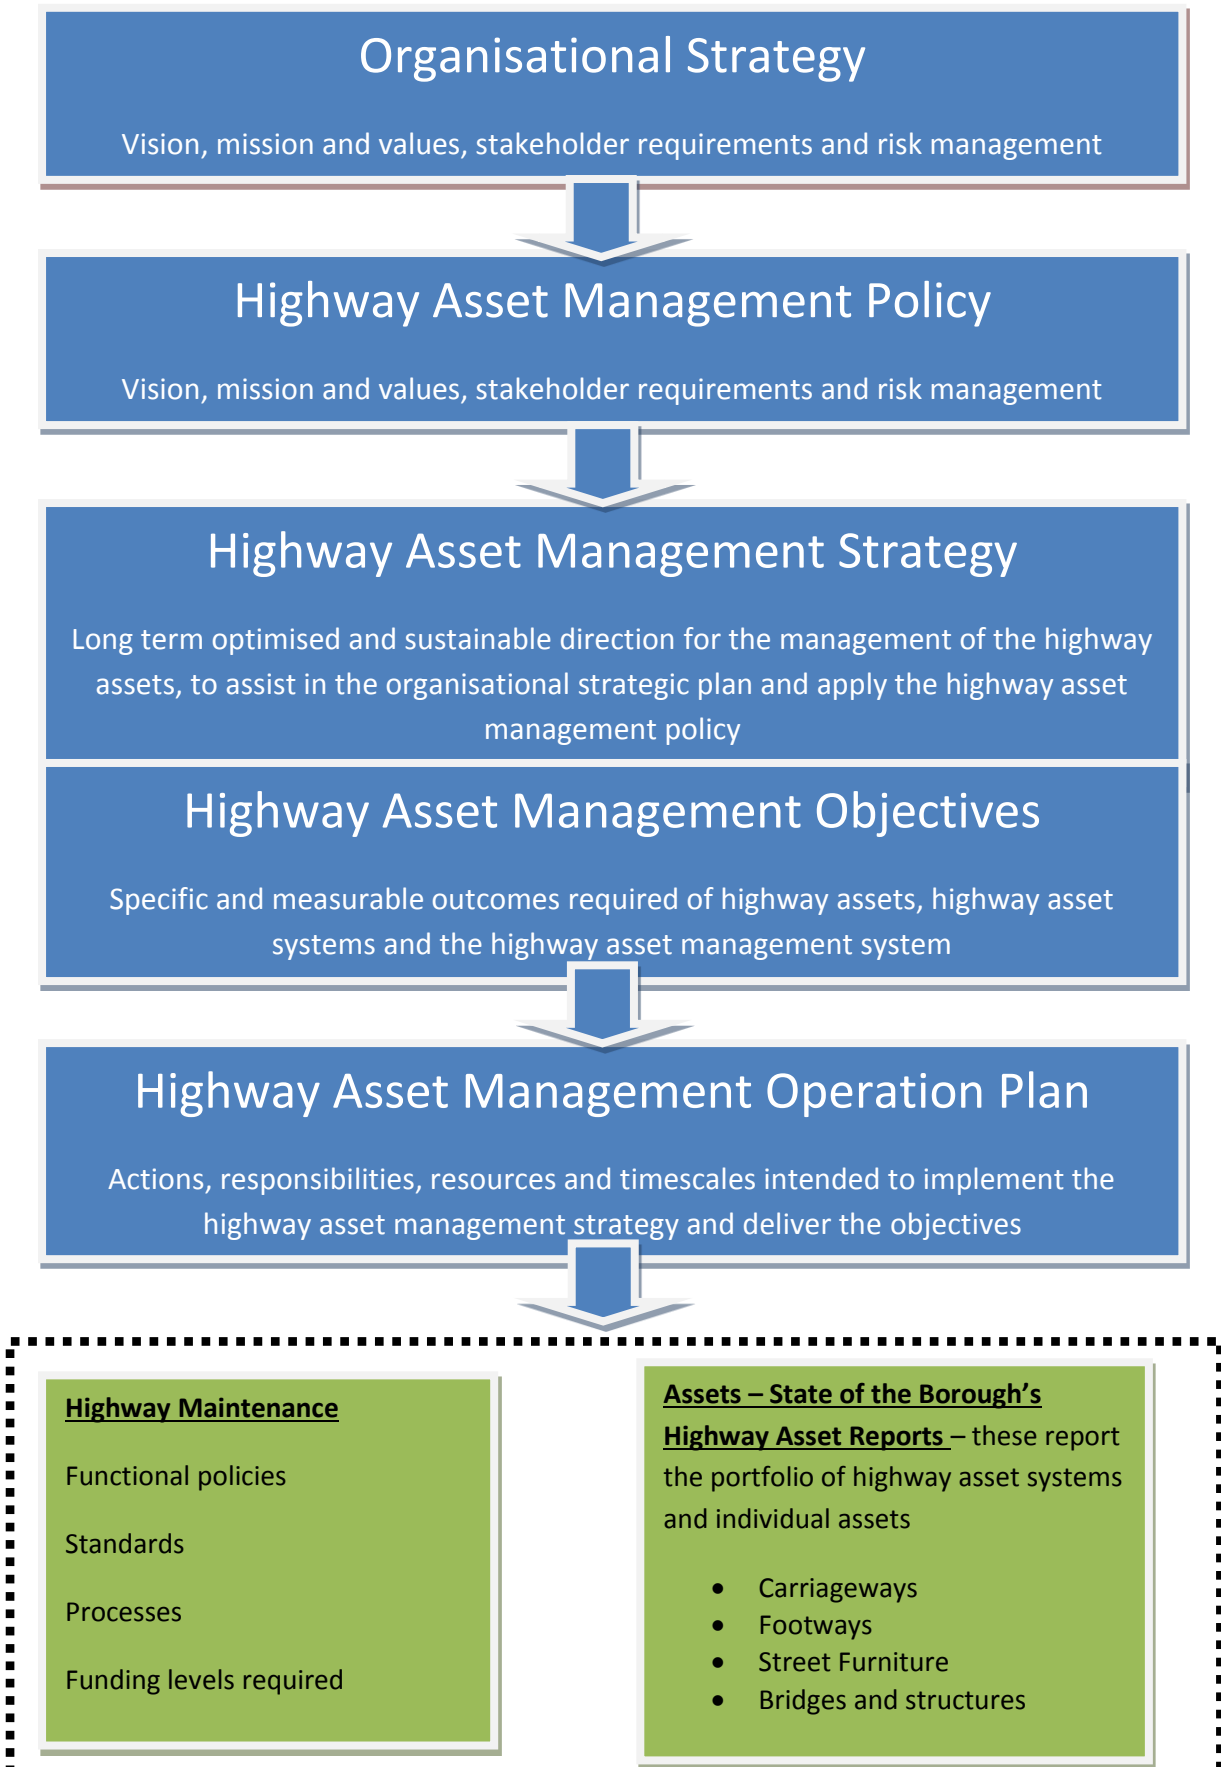 Organisational Strategy
Vision, mission and values, stakeholder requirements and risk management
Highway Asset Management Policy
Vision, mission and values, stakeholder requirements and risk management
Highway Asset Management Strategy
Long term optimised and sustainable direction for the management of the highway
assets, to assist in the organisational strategic plan and apply the highway asset
management policy
Highway Asset Management Objectives
Specific and measurable outcomes required of highway assets, highway asset
systems and the highway asset management system
Highway Asset Management Operation Plan
Actions, responsibilities, resources and timescales intended to implement the
highway asset management strategy and deliver the objectives
Highway Maintenance
Functional policies
Standards
Processes
Funding levels required
Assets – State of the Borough’s
Highway Asset Reports – these report
the portfolio of highway asset systems
and individual assets
• Carriageways
• Footways
• Street Furniture
• Bridges and structures